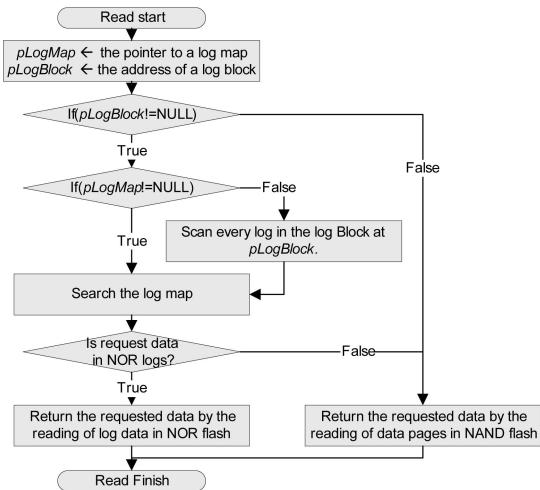 Read start
pLogMap ← the pointer to a log map
pLogBlock ← the address of a log block
If(pLogBlock!=NULL)
True
False
If(pLogMap!=NULL)
False
True
Scan every log in the log Block at
pLogBlock.
Search the log map
Is request data
in NOR logs?
False
True
Return the requested data by the
reading of log data in NOR flash
Return the requested data by the
reading of data pages in NAND flash
Read Finish